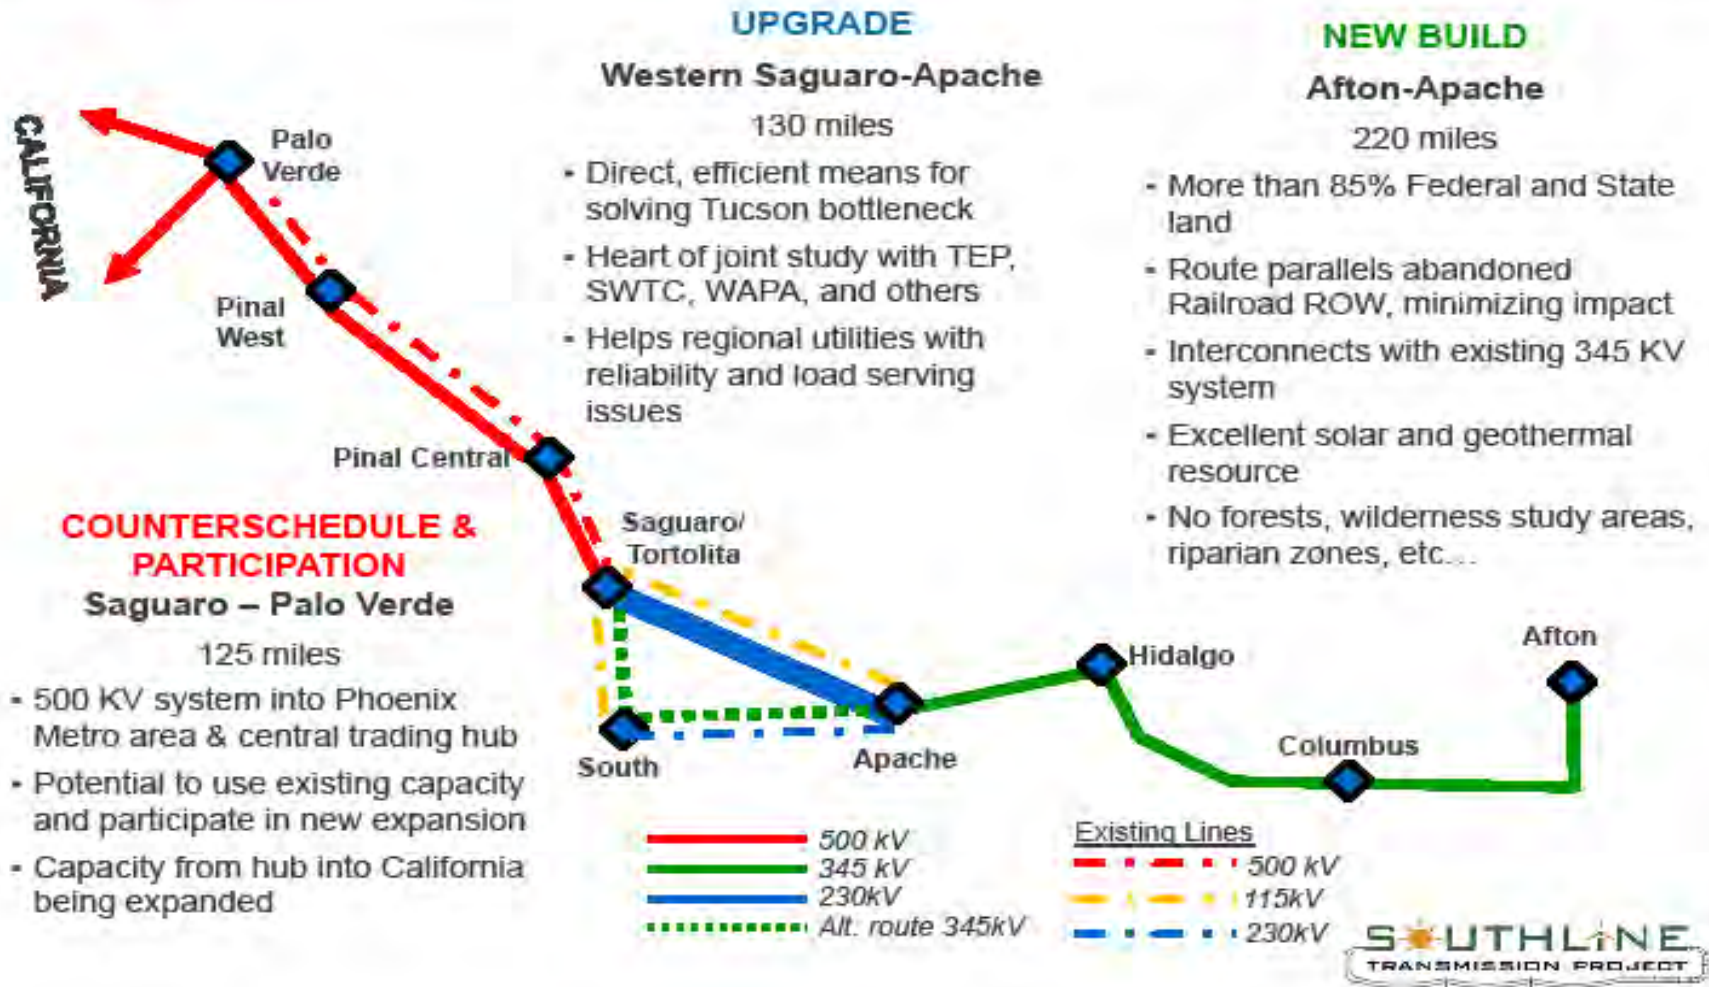 UPGRADE
Western Saguaro-Apache
130 miles
- Direct, efficient means for
solving Tucson bottleneck
- Heart of joint study with TEP,
SWTC, WAPA, and others
- Helps regional utilities with
reliability and load serving
issues
NEW BUILD
Afton-Apache
220 miles
- More than 85% Federal and State
land
- Route parallels abandoned
Railroad ROW, minimizing impact
- Interconnects with existing 345 KV
system
- Excellent solar and geothermal
resource
- No forests, wilderness study areas,
riparian zones, etc...
CALIFORNIA
Palo
Verde
Pinal
West
Pinal Central
Saguaro/
Tortolita
South
Apache
Hidalgo
Columbus
Afton
COUNTERSCHEDULE &
PARTICIPATION
Saguaro – Palo Verde
125 miles
- 500 KV system into Phoenix
Metro area & central trading hub
- Potential to use existing capacity
and participate in new expansion
- Capacity from hub into California
being expanded
500 kV
345 kV
230kV
Alt. route 345kV
Existing Lines
500 kV
115kV
230kV
SOUTHLINE
TRANSMISSION PROJECT